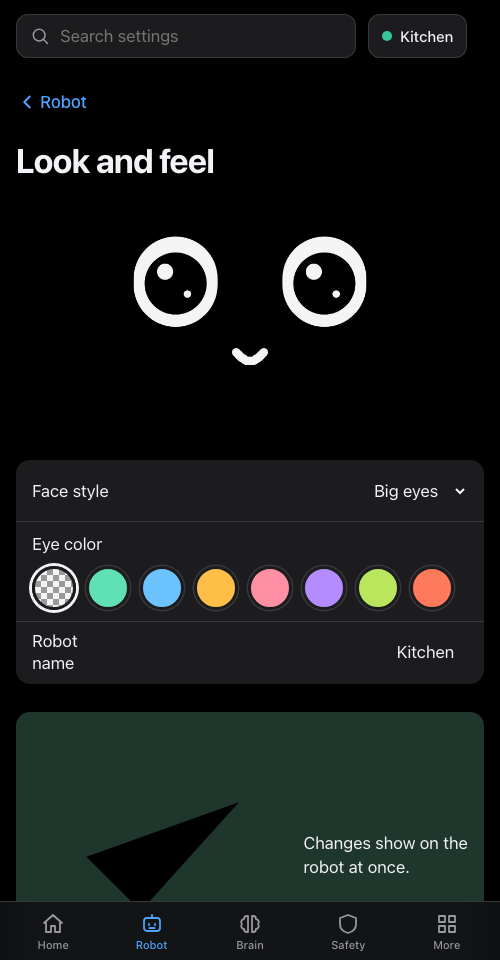 Search settings
Kitchen
Robot
Look and feel
Face style
Big eyes
Eye color
Robot
name
Kitchen
Changes show on the
robot at once.
Home
Robot
Brain
Safety
More